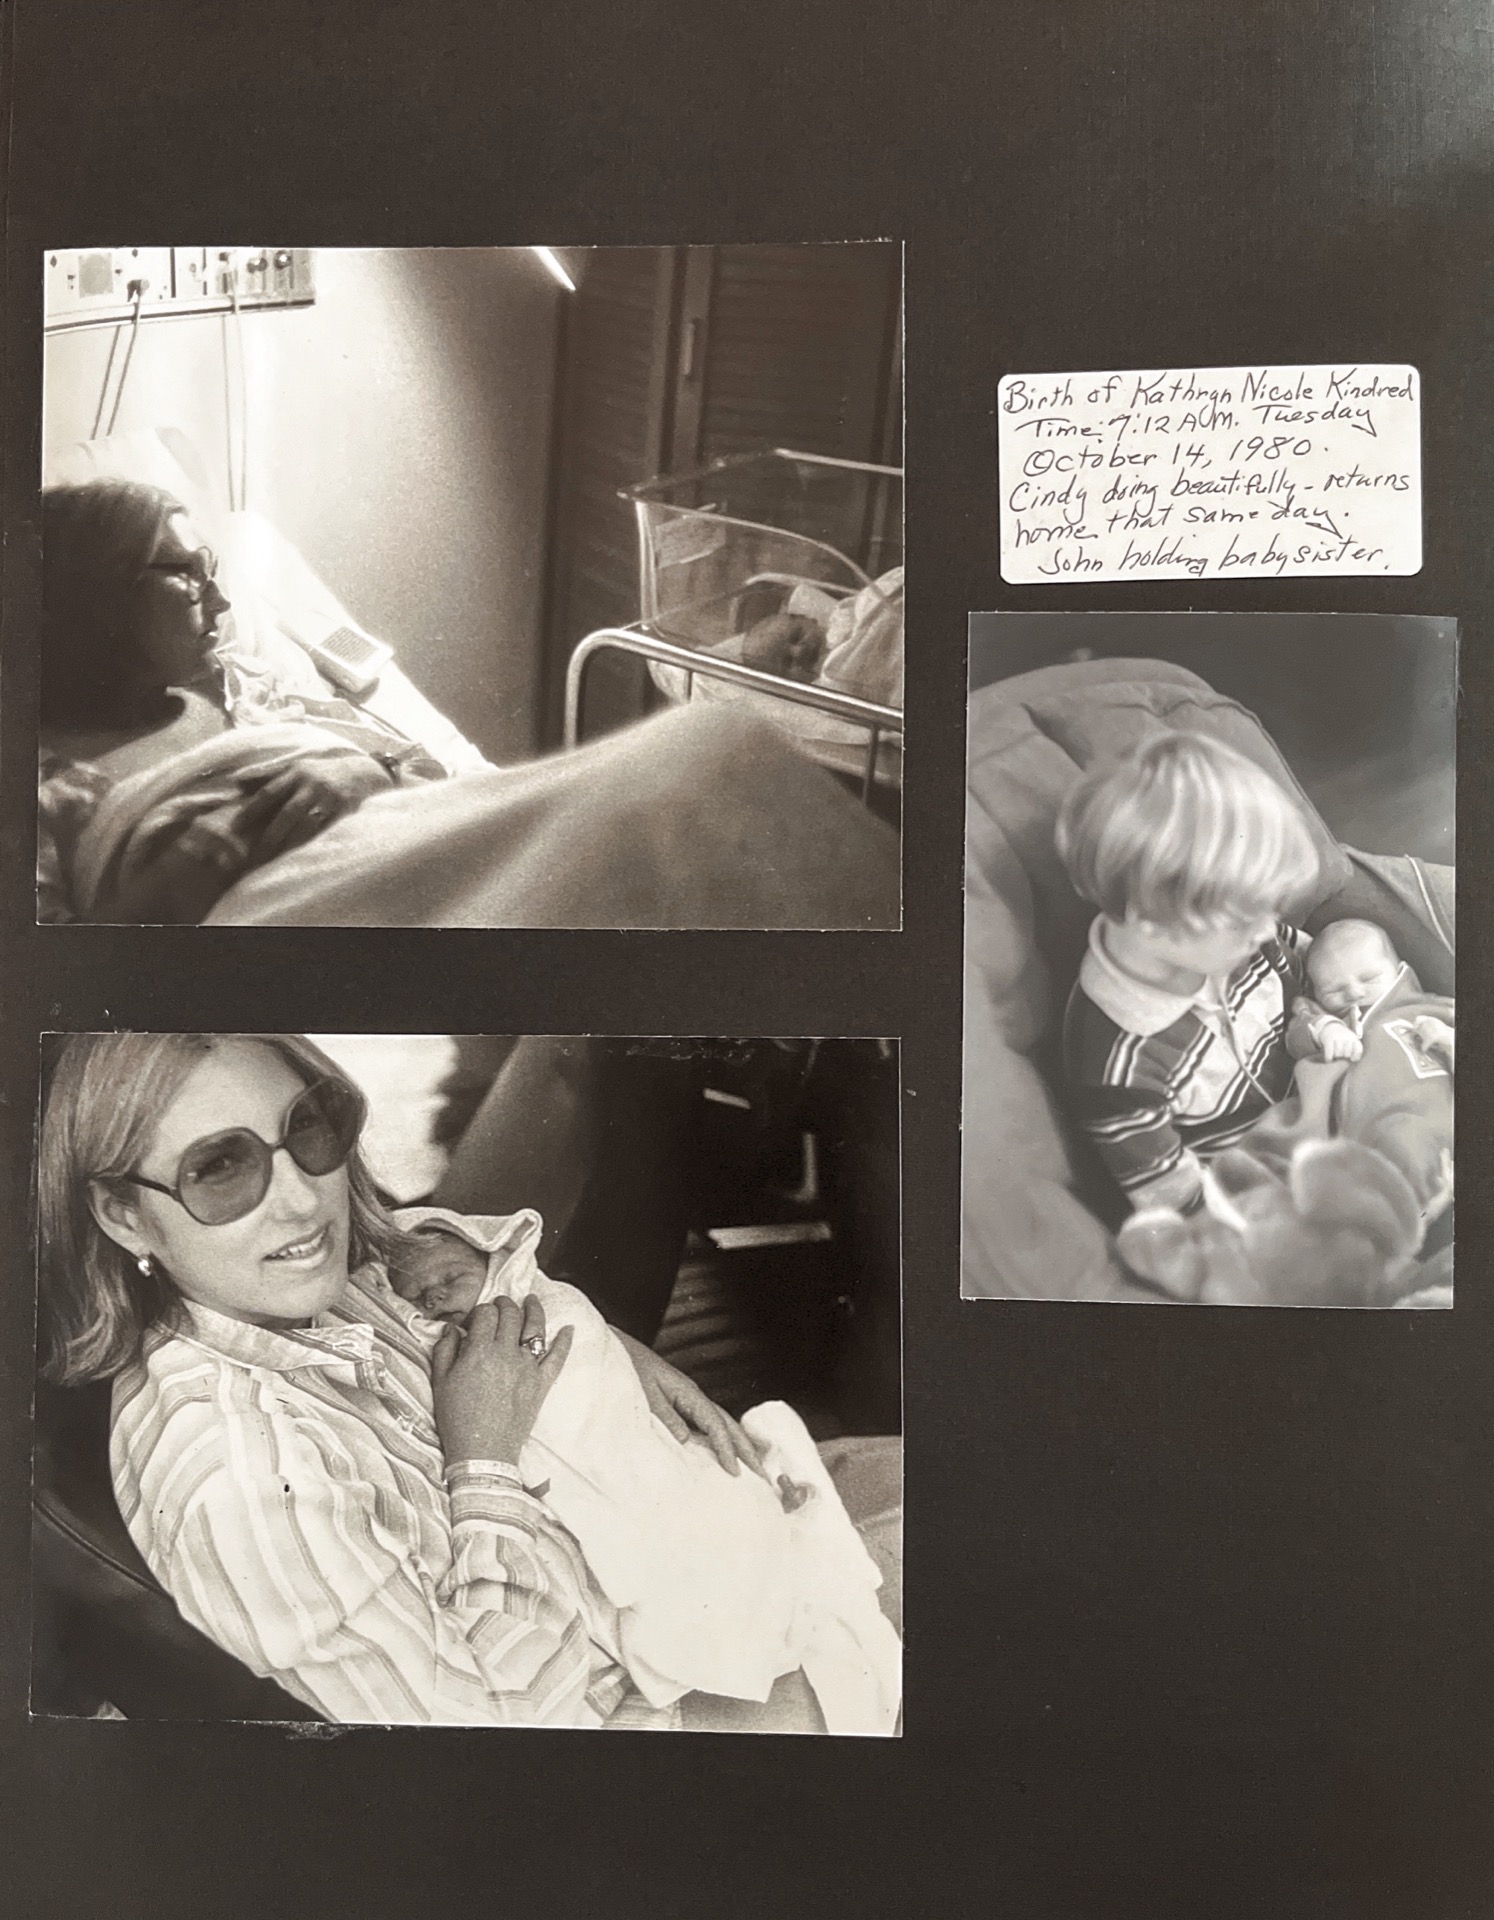 Birth of Kathryn Nicole Kindred
Time: 7:12 A.M. Tuesday
October 14, 1980.
Cindy doing beautifully - returns
home that same day.
John holding baby sister.